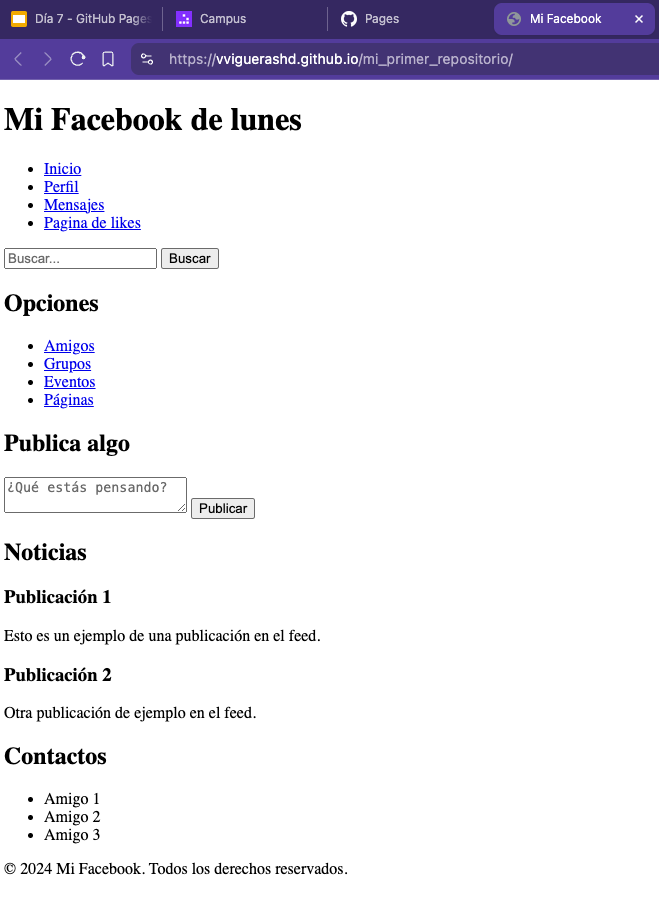 Día 7 - GitHub Pages
Campus
Pages
Mi Facebook
https://vviguerashd.github.io/mi_primer_repositorio/
Mi Facebook de lunes
Inicio
Perfil
Mensajes
Pagina de likes
Buscar...
Buscar
Opciones
Amigos
Grupos
Eventos
Páginas
Publica algo
¿Qué estás pensando?
Publicar
Noticias
Publicación 1
Esto es un ejemplo de una publicación en el feed.
Publicación 2
Otra publicación de ejemplo en el feed.
Contactos
Amigo 1
Amigo 2
Amigo 3
© 2024 Mi Facebook. Todos los derechos reservados.